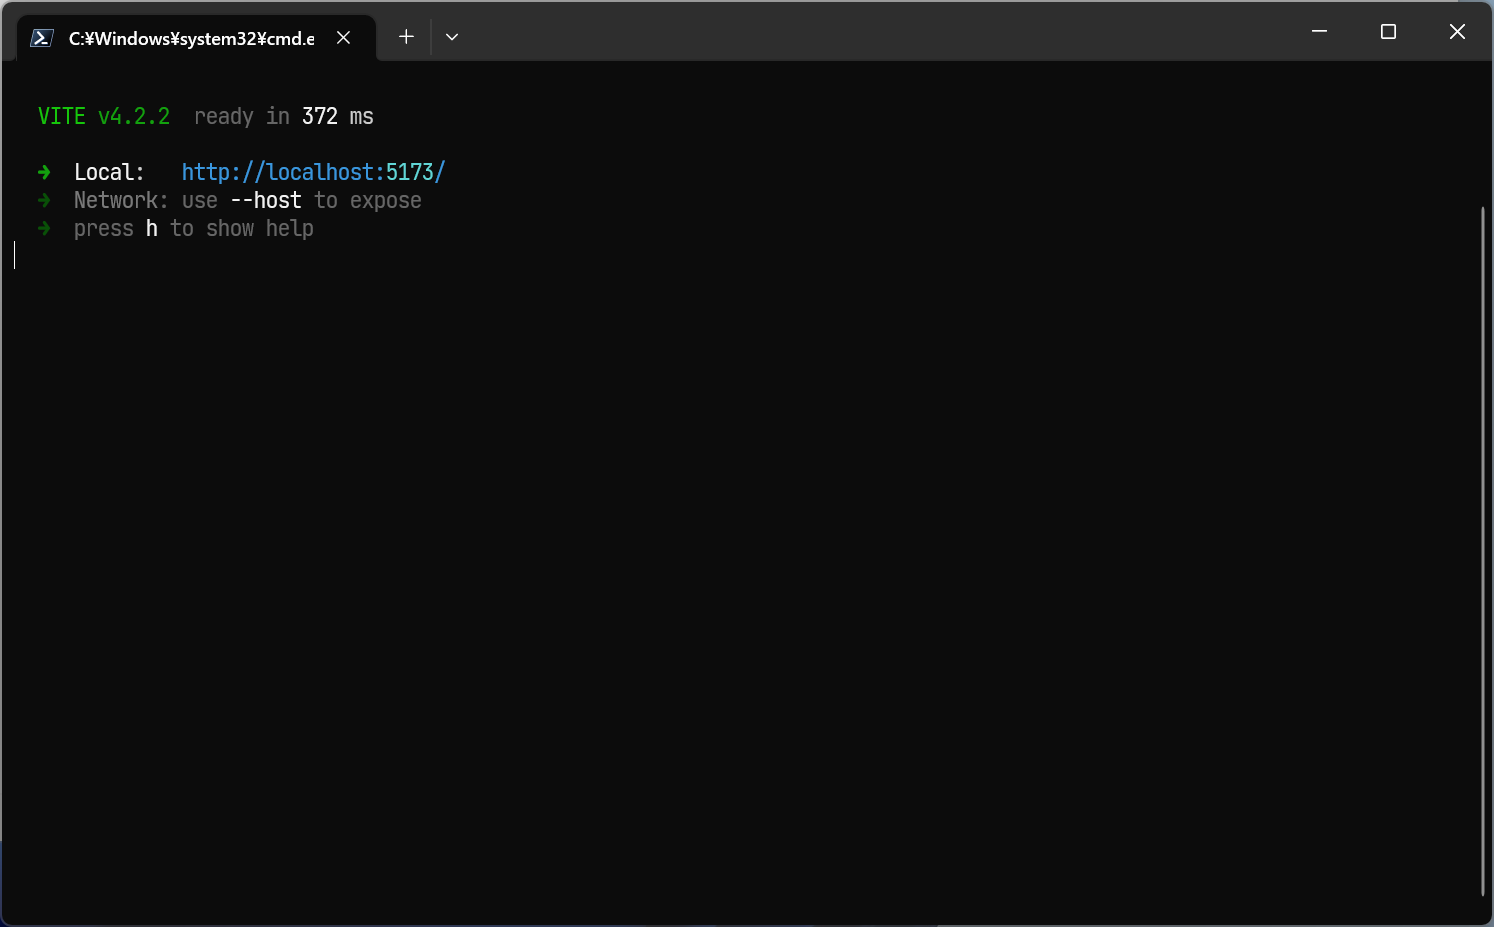 C:¥Windows¥system32¥cmd.e
VITE v4.2.2 ready in 372 ms
➜ Local: http://localhost:5173/
➜ Network: use --host to expose
➜ press h to show help